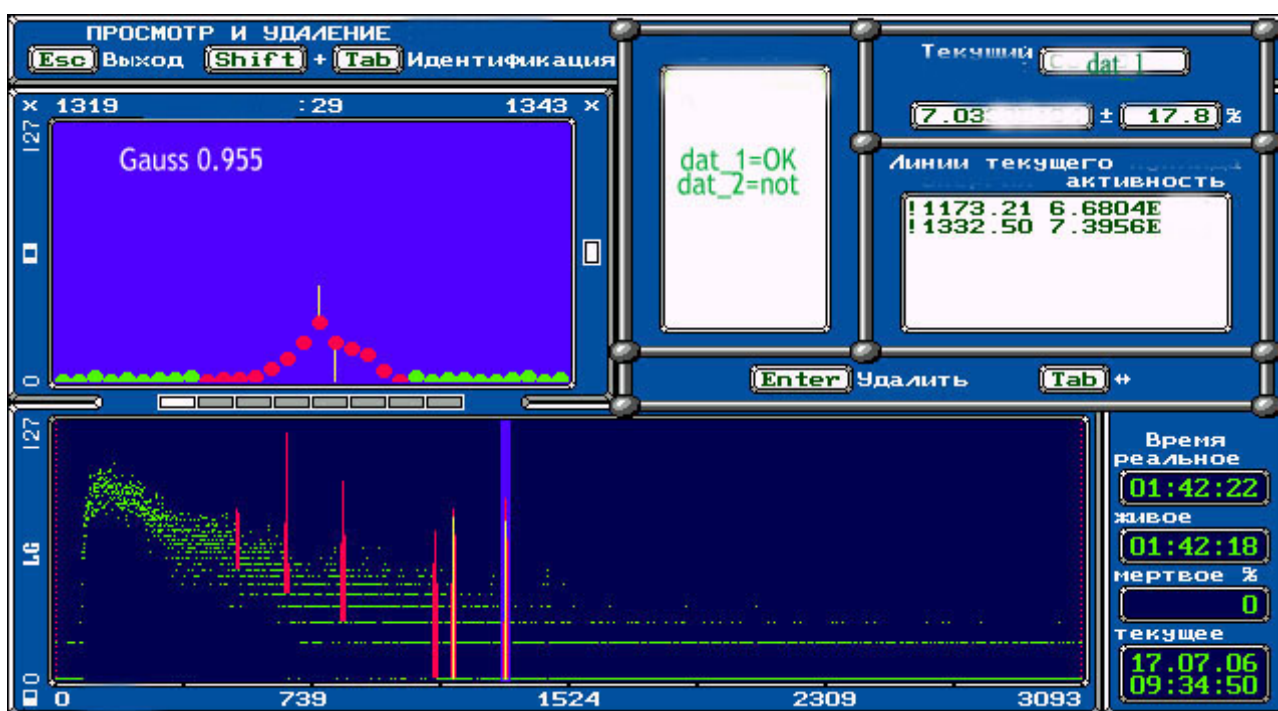 ПРОСМОТР И УДАЛЕНИЕ
Esc Выход Shift + Tab Идентификация
x 1319 :29 1343 x
127
Gauss 0.955
0
dat_1=OK
dat_2=not
Текущий dat 1
7.03 ± 17.8 %
Линии текущего
активность
!1173.21 6.6804E
!1332.50 7.3956E
Enter Удалить Tab ↔
127
LG
0
0 739 1524 2309 3093
Время
реальное
01:42:22
живое
01:42:18
мертвое %
0
текущее
17.07.06
09:34:50